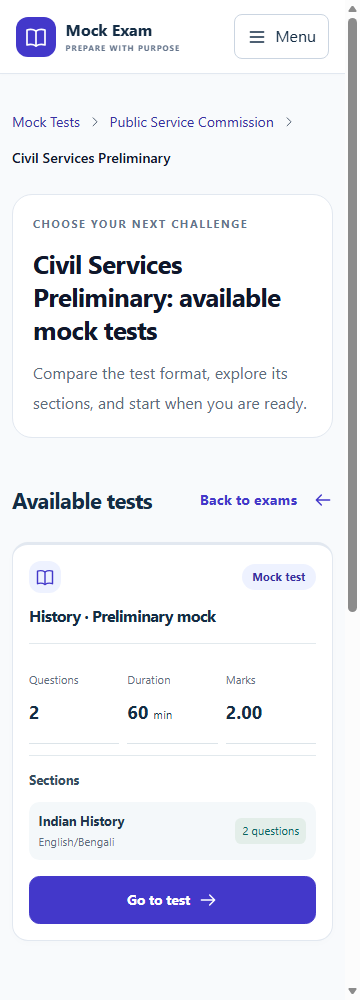 Mock Exam
PREPARE WITH PURPOSE
Menu
Mock Tests
Public Service Commission
Civil Services Preliminary
CHOOSE YOUR NEXT CHALLENGE
Civil Services
Preliminary: available
mock tests
Compare the test format, explore its
sections, and start when you are ready.
Available tests
Back to exams
Mock test
History · Preliminary mock
Questions Duration Marks
2 60 min 2.00
Sections
Indian History
English/Bengali
2 questions
Go to test